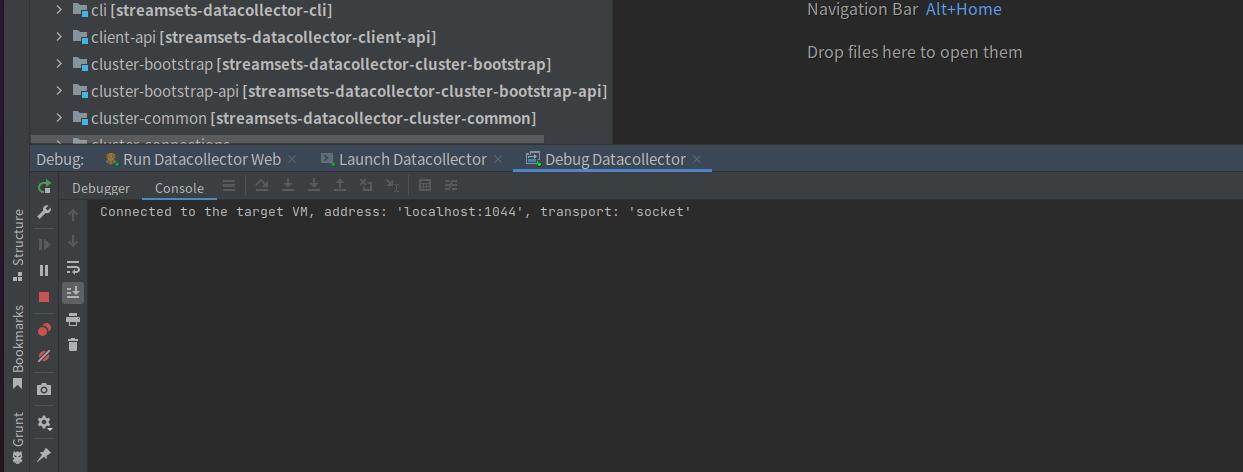 cli [streamsets-datacollector-cli]
client-api [streamsets-datacollector-client-api]
cluster-bootstrap [streamsets-datacollector-cluster-bootstrap]
cluster-bootstrap-api [streamsets-datacollector-cluster-bootstrap-api]
cluster-common [streamsets-datacollector-cluster-common]
cluster-connections
Navigation Bar Alt+Home
Drop files here to open them
Debug: Run Datacollector Web Launch Datacollector Debug Datacollector
Debugger Console
Connected to the target VM, address: 'localhost:1044', transport: 'socket'
Structure
Bookmarks
Grunt